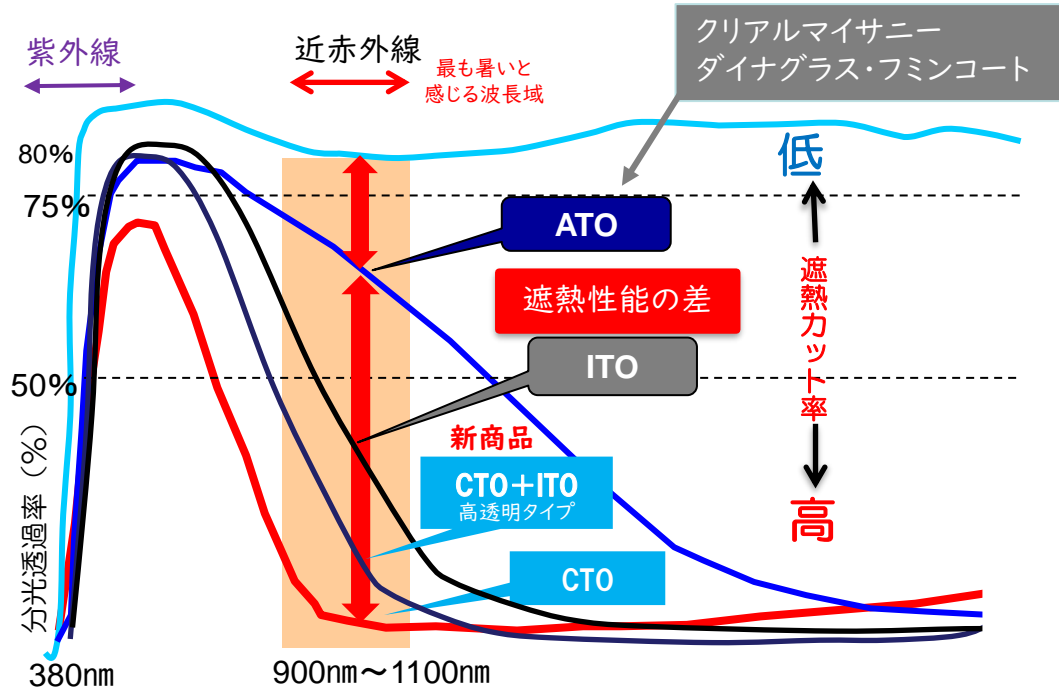 紫外線
近赤外線
最も暑いと
感じる波長域
クリアルマイサニー
ダイナグラス・フミンコート
80%
75%
50%
低
遮熱カット率
高
ATO
遮熱性能の差
ITO
新商品
CTO+ITO
高透明タイプ
CTO
分光透過率(%)
380㎚
900㎚～1100㎚